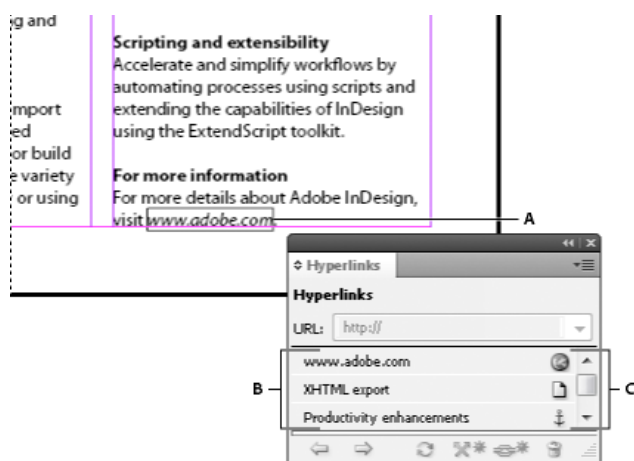 g and
mport
ed
or build
e variety
or using
Scripting and extensibility
Accelerate and simplify workflows by
automating processes using scripts and
extending the capabilities of InDesign
using the ExtendScript toolkit.
For more information
For more details about Adobe InDesign,
visit www.adobe.com.
A
Hyperlinks
Hyperlinks
URL: http://
www.adobe.com
XHTML export
Productivity enhancements
B
C